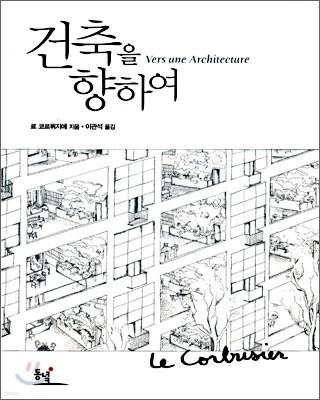 건축을
Vers une Architecture
향하여
르 코르뷔지에 지음 • 이관석 옮김
Le Corbusier
동녘